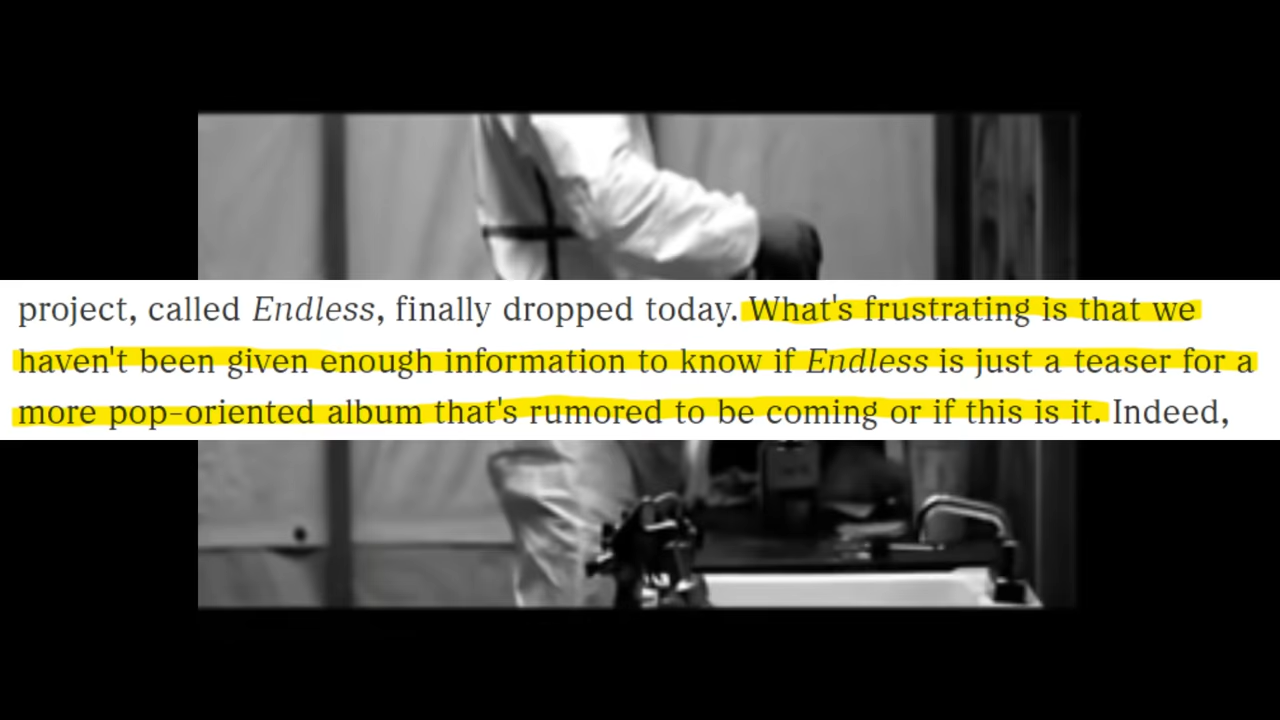 project, called Endless, finally dropped today. What's frustrating is that we
haven't been given enough information to know if Endless is just a teaser for a
more pop-oriented album that's rumored to be coming or if this is it. Indeed,